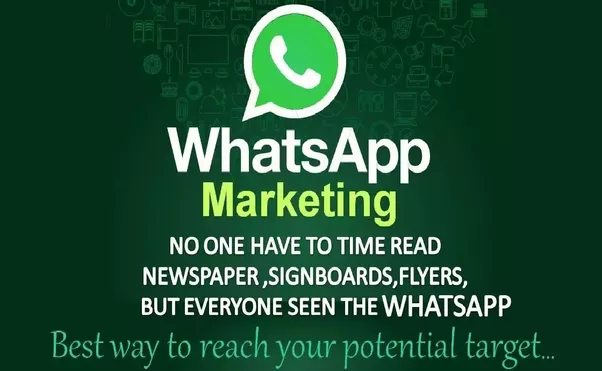 WhatsApp
Marketing
NO ONE HAVE TO TIME READ
NEWSPAPER ,SIGNBOARDS,FLYERS,
BUT EVERYONE SEEN THE WHATSAPP
Best way to reach your potential target...